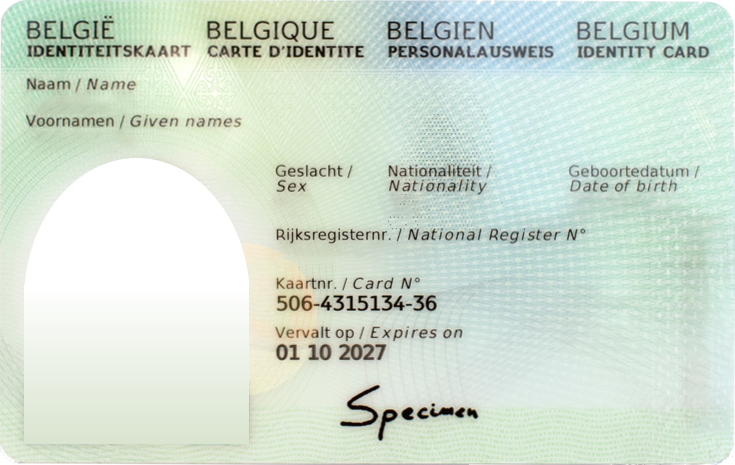 BELGIË BELGIQUE BELGIEN BELGIUM
IDENTITEITSKAART CARTE D'IDENTITE PERSONALAUSWEIS IDENTITY CARD
Naam / Name
Voornamen / Given names
Geslacht / Nationaliteit / Geboortedatum /
Sex Nationality Date of birth
Rijksregisternr. / National Register N°
Kaartnr. / Card N°
506-4315134-36
Vervalt op / Expires on
01 10 2027
Specimen